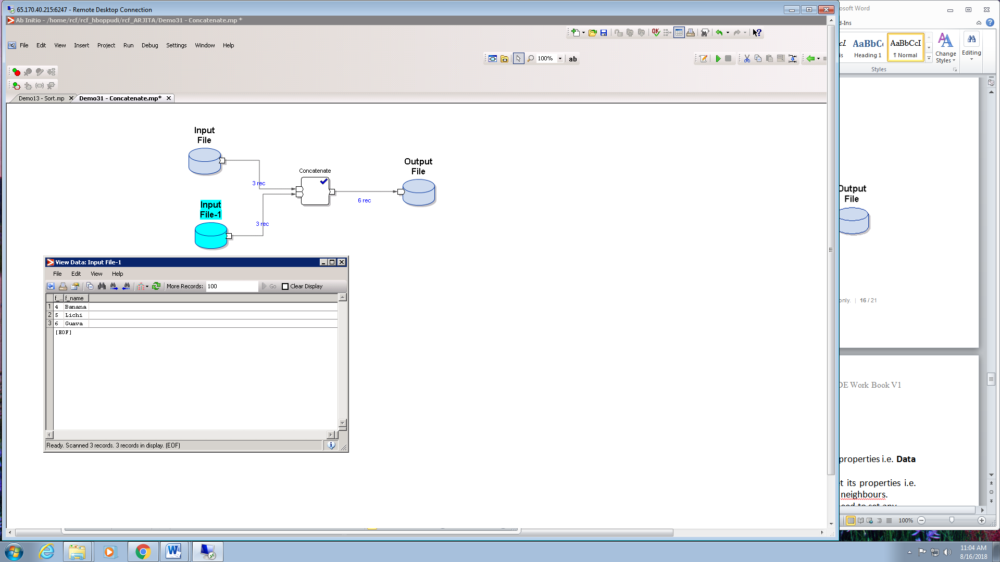 65.170.40.215:6247 - Remote Desktop Connection
Ab Initio - /home/rcf/rcf_hboppudi/rcf_ARJITA/Demo31 - Concatenate.mp *
File Edit View Insert Project Run Debug Settings Window Help
100% ab
Demo13 - Sort.mp Demo31 - Concatenate.mp*
Input
File
Concatenate
3 rec
Output
File
6 rec
Input
File-1
3 rec
View Data: Input File-1
File Edit View Help
More Records: 100 Go Clear Display
f_... f_name
1 4 Banana
2 5 Lichi
3 6 Guava
[EOF]
Ready. Scanned 3 records. 3 records in display. (EOF)
osoft Word
d-Ins
AaBbCc AaBbCcI
Heading 1 ¶ Normal
Change
Styles
Editing
Styles
Output
File
only. | 16 / 21
DE Work Book V1
properties i.e. Data
t its properties i.e.
neighbours.
eed to set any
100%
11:04 AM
8/16/2018